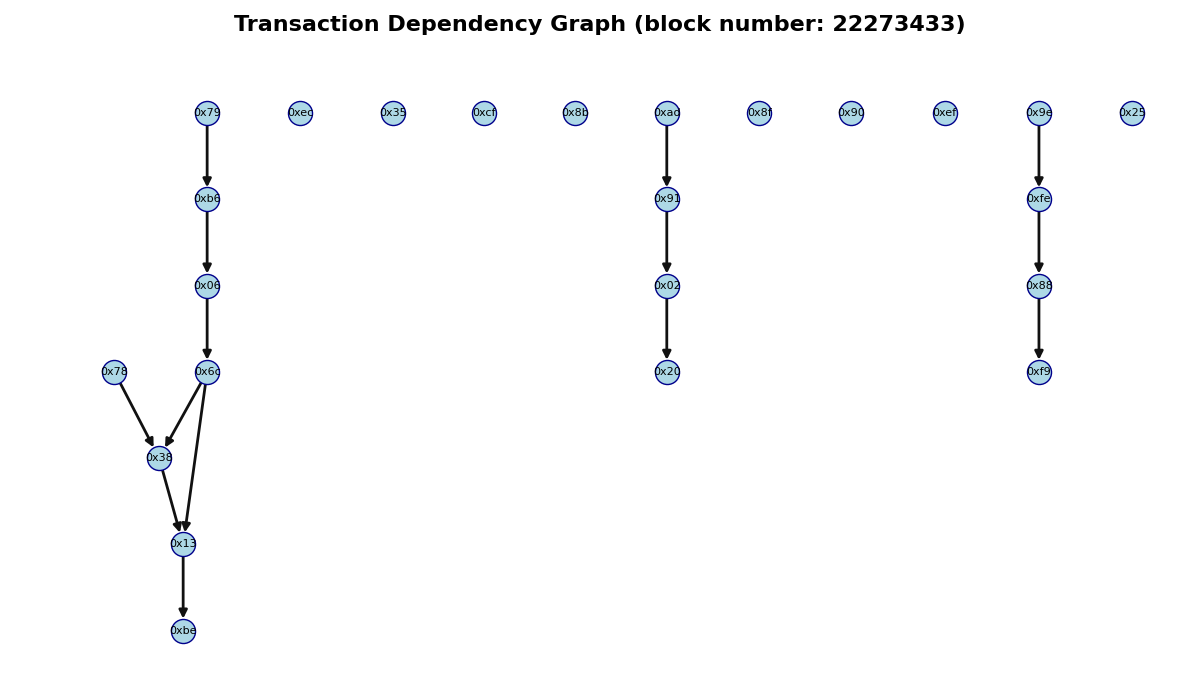 Transaction Dependency Graph (block number: 22273433)
0x79 0xec 0x35 0xcf 0x8b 0xad 0x8f 0x90 0xef 0x9e 0x25
0xb6 0x91 0xfe
0x06 0x02 0x88
0x78 0x6c 0x20 0xf9
0x38
0x13
0xbe